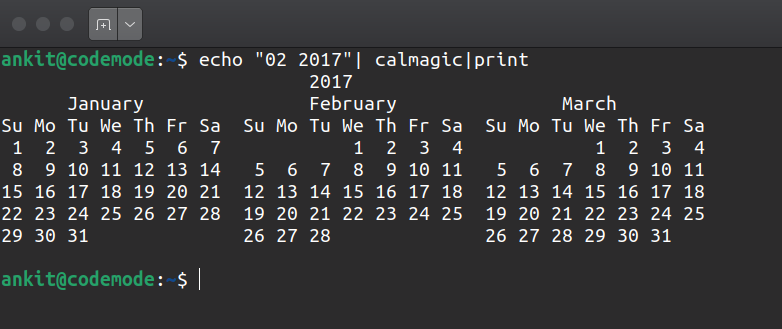 ankit@codemode:~$ echo "02 2017"| calmagic|print
                            2017
      January               February               March
Su Mo Tu We Th Fr Sa  Su Mo Tu We Th Fr Sa  Su Mo Tu We Th Fr Sa
 1  2  3  4  5  6  7            1  2  3  4            1  2  3  4
 8  9 10 11 12 13 14   5  6  7  8  9 10 11   5  6  7  8  9 10 11
15 16 17 18 19 20 21  12 13 14 15 16 17 18  12 13 14 15 16 17 18
22 23 24 25 26 27 28  19 20 21 22 23 24 25  19 20 21 22 23 24 25
29 30 31              26 27 28              26 27 28 29 30 31
ankit@codemode:~$